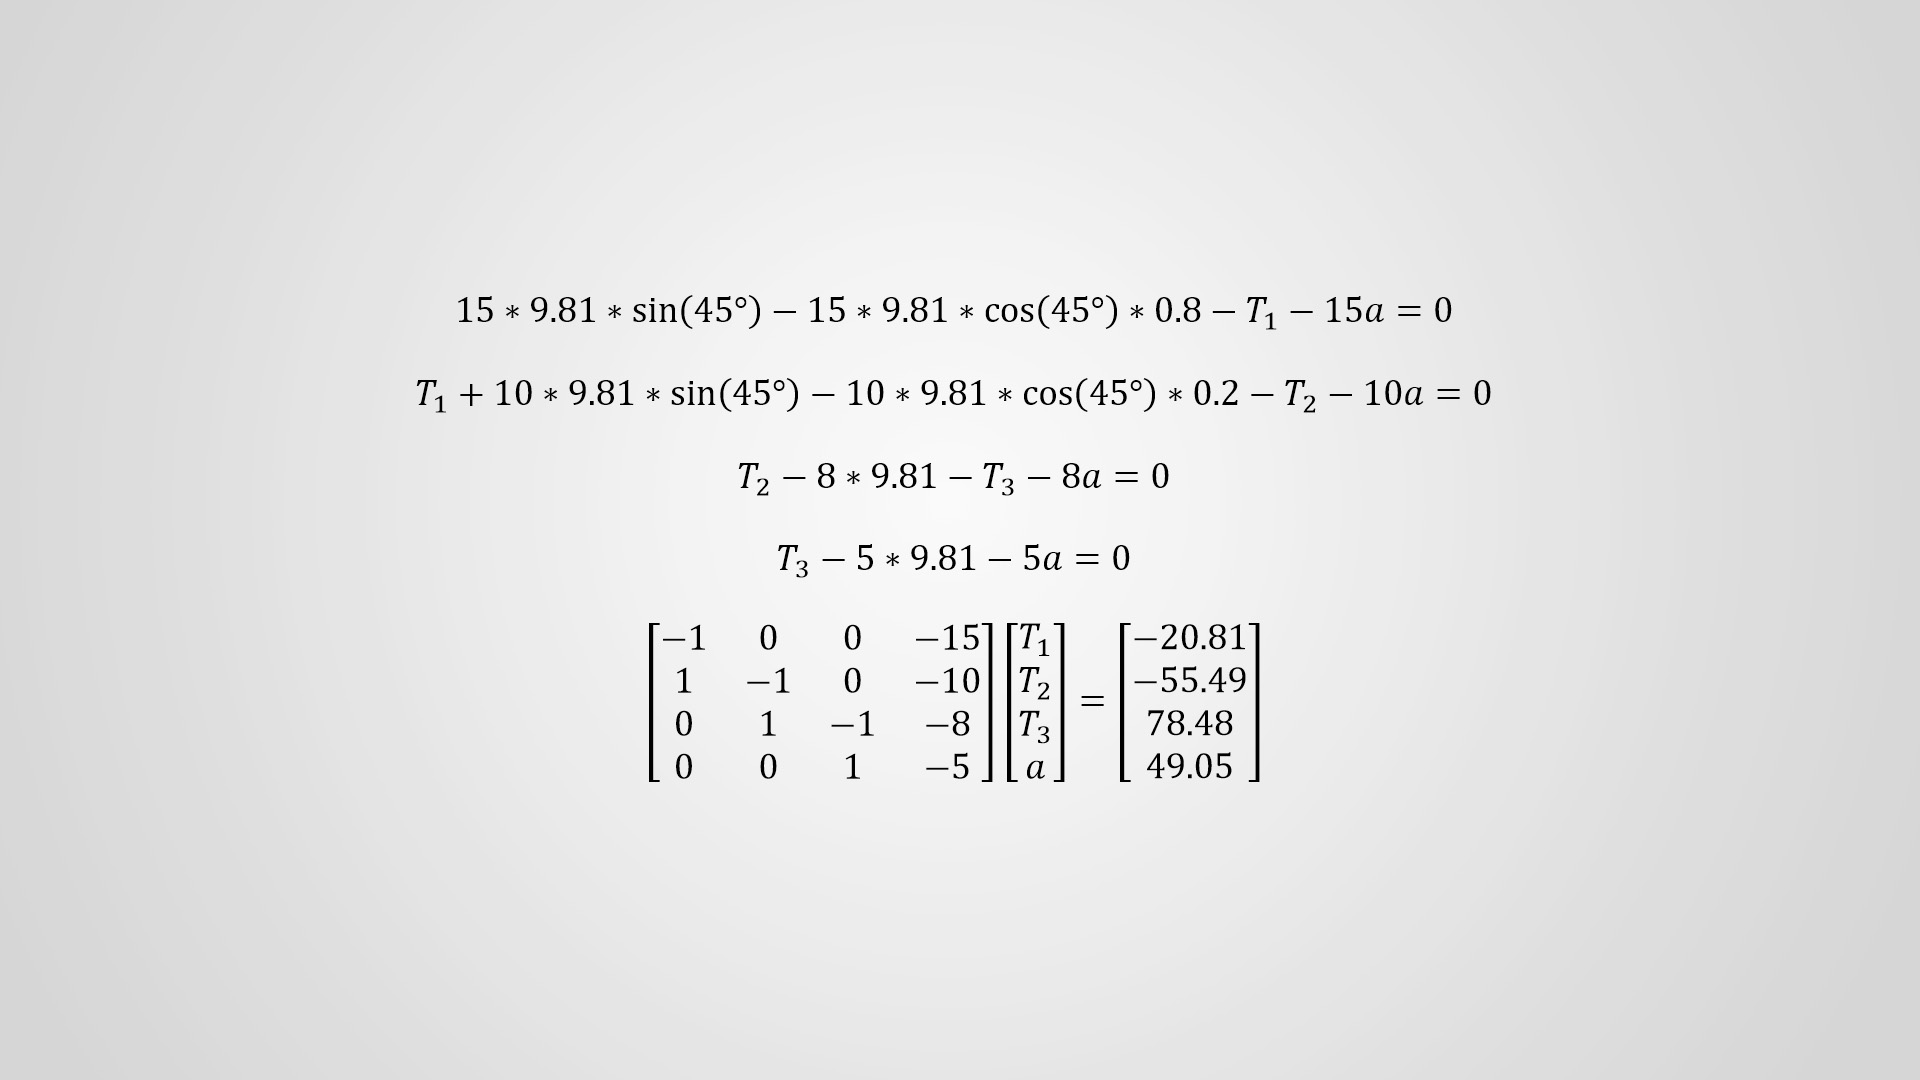 15 ∗ 9.81 ∗ sin(45°) − 15 ∗ 9.81 ∗ cos(45°) ∗ 0.8 − T₁ − 15a = 0
T₁ + 10 ∗ 9.81 ∗ sin(45°) − 10 ∗ 9.81 ∗ cos(45°) ∗ 0.2 − T₂ − 10a = 0
T₂ − 8 ∗ 9.81 − T₃ − 8a = 0
T₃ − 5 ∗ 9.81 − 5a = 0
−1 0 0 −15 T₁ −20.81
1 −1 0 −10 T₂ −55.49
=
0 1 −1 −8 T₃ 78.48
0 0 1 −5 a 49.05